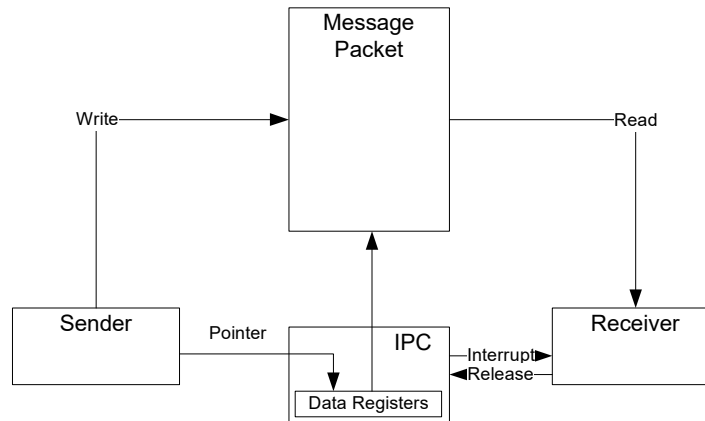 Message
Packet
Write
Read
Sender
Pointer
IPC
Interrupt
Release
Receiver
Data Registers